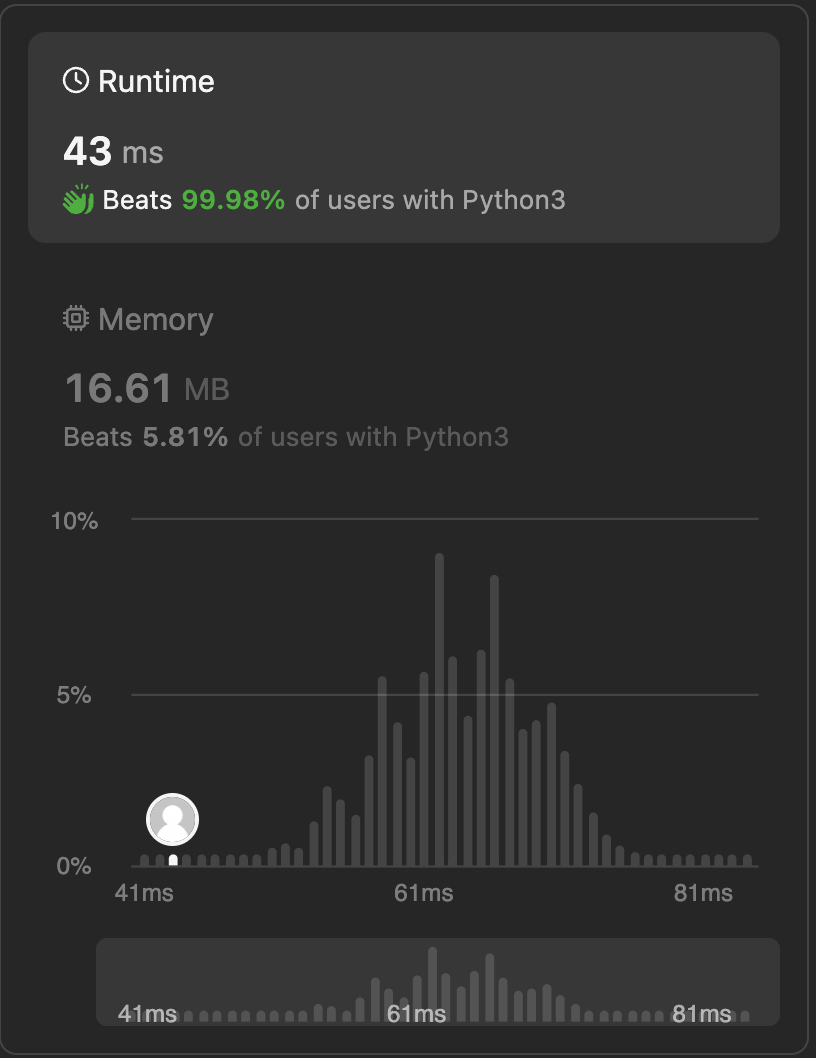 Runtime
43 ms
Beats 99.98% of users with Python3
Memory
16.61 MB
Beats 5.81% of users with Python3
10%
5%
0%
41ms 61ms 81ms
41ms 61ms 81ms